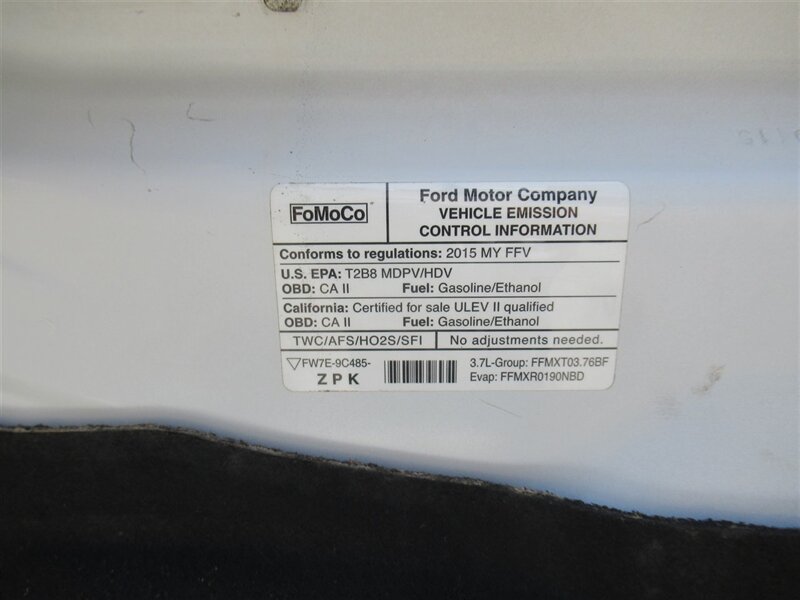 FoMoCo
Ford Motor Company
VEHICLE EMISSION
CONTROL INFORMATION
Conforms to regulations: 2015 MY FFV
U.S. EPA: T2B8 MDPV/HDV
OBD: CA II Fuel: Gasoline/Ethanol
California: Certified for sale ULEV II qualified
OBD: CA II Fuel: Gasoline/Ethanol
TWC/AFS/HO2S/SFI No adjustments needed.
FW7E-9C485-
ZPK
3.7L-Group: FFMXT03.76BF
Evap: FFMXR0190NBD